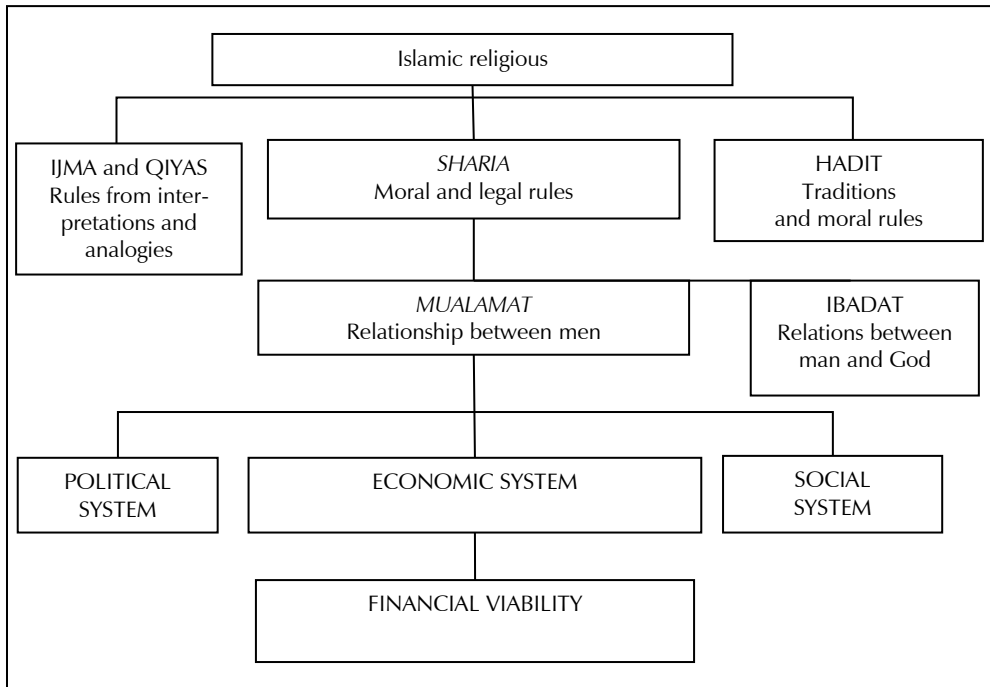 Islamic religious
IJMA and QIYAS
Rules from inter-
pretations and
analogies
SHARIA
Moral and legal rules
HADIT
Traditions
and moral rules
MUALAMAT
Relationship between men
IBADAT
Relations between
man and God
POLITICAL
SYSTEM
ECONOMIC SYSTEM
SOCIAL
SYSTEM
FINANCIAL VIABILITY